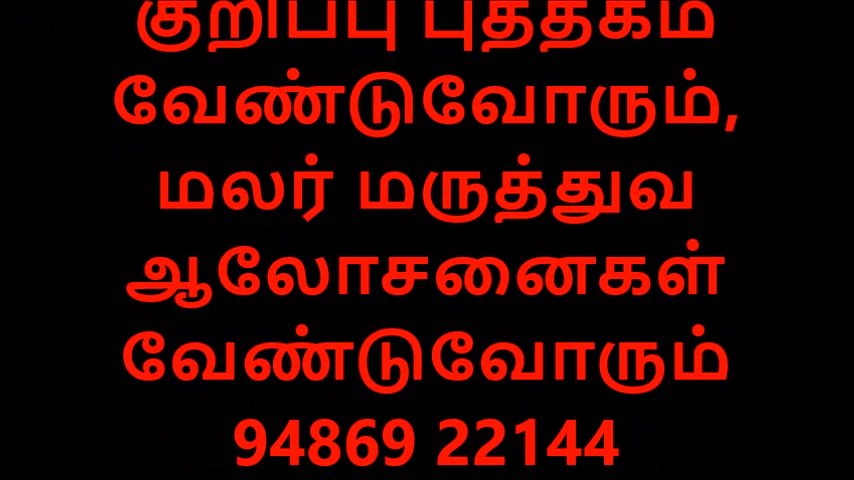 குறிப்பு புத்தகம்
வேண்டுவோரும்,
மலர் மருத்துவ
ஆலோசனைகள்
வேண்டுவோரும்
94869 22144